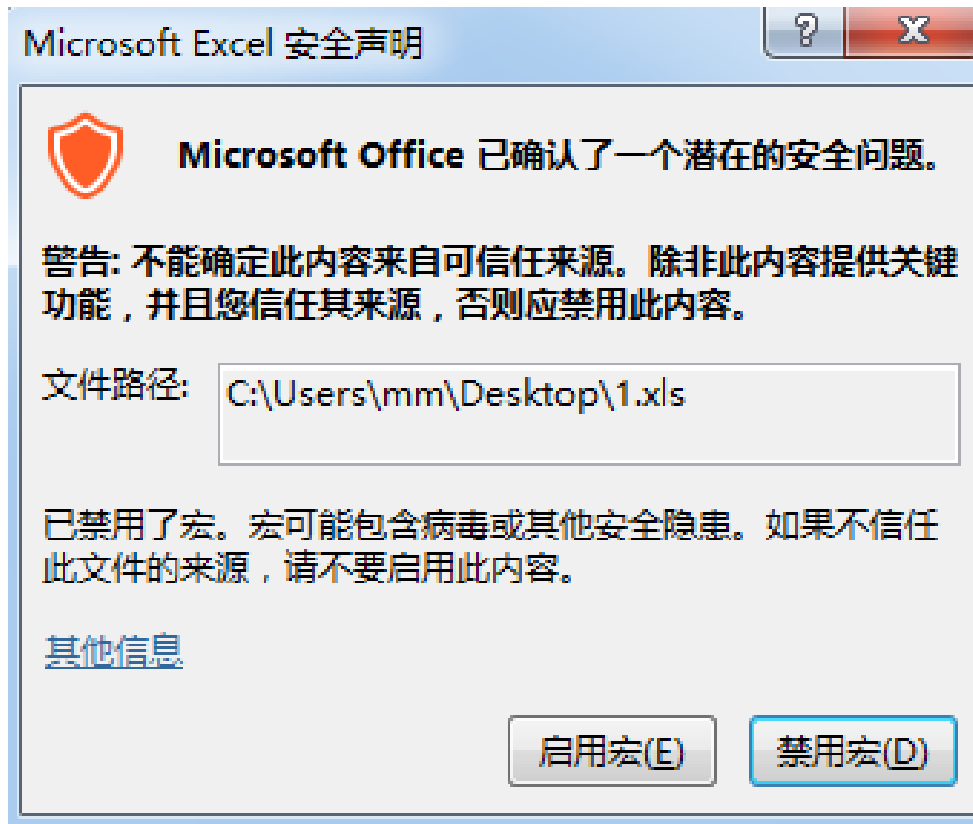 Microsoft Excel 安全声明
Microsoft Office 已确认了一个潜在的安全问题。
警告: 不能确定此内容来自可信任来源。除非此内容提供关键
功能，并且您信任其来源，否则应禁用此内容。
文件路径: C:\Users\mm\Desktop\1.xls
已禁用了宏。宏可能包含病毒或其他安全隐患。如果不信任
此文件的来源，请不要启用此内容。
其他信息
启用宏(E) 禁用宏(D)